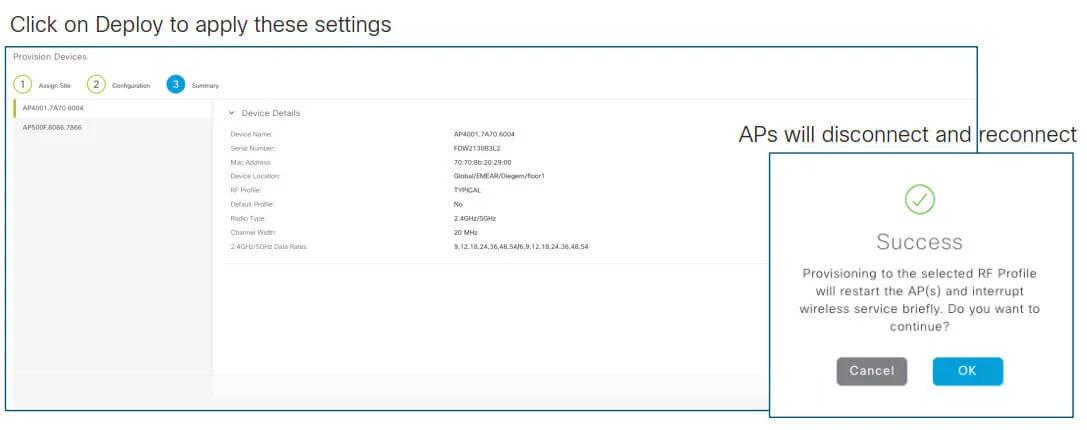 Click on Deploy to apply these settings
Provision Devices
1 Assign Site 2 Configuration 3 Summary
AP4001.7A70.6004
AP500F.8086.7866
Device Details
Device Name: AP4001.7A70.6004
Serial Number: FDW2130B3L2
Mac Address 70:70:8b:20:29:00
Device Location: Global/EMEAR/Diegem/floor1
RF Profile: TYPICAL
Default Profile: No
Radio Type: 2.4GHz/5GHz
Channel Width: 20 MHz
2.4GHz/5GHz Data Rates 9,12,18,24,36,48,54/6,9,12,18,24,36,48,54
APs will disconnect and reconnect
Success
Provisioning to the selected RF Profile
will restart the AP(s) and interrupt
wireless service briefly. Do you want to
continue?
Cancel OK